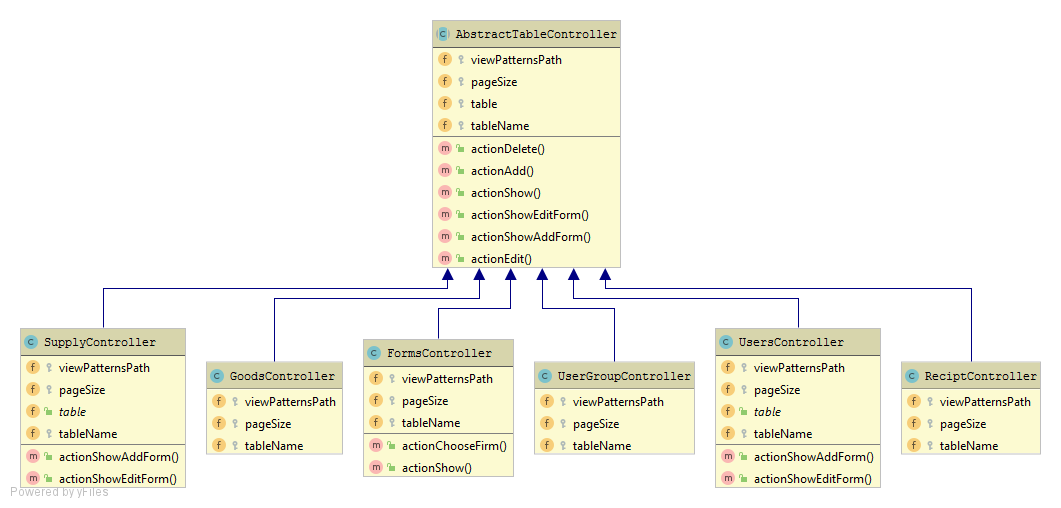 AbstractTableController
viewPatternsPath
pageSize
table
tableName
actionDelete()
actionAdd()
actionShow()
actionShowEditForm()
actionShowAddForm()
actionEdit()
SupplyController
viewPatternsPath
pageSize
table
tableName
actionShowAddForm()
actionShowEditForm()
GoodsController
viewPatternsPath
pageSize
tableName
FormsController
viewPatternsPath
pageSize
tableName
actionChooseFirm()
actionShow()
UserGroupController
viewPatternsPath
pageSize
tableName
UsersController
viewPatternsPath
pageSize
table
tableName
actionShowAddForm()
actionShowEditForm()
ReciptController
viewPatternsPath
pageSize
tableName
Powered by yFiles